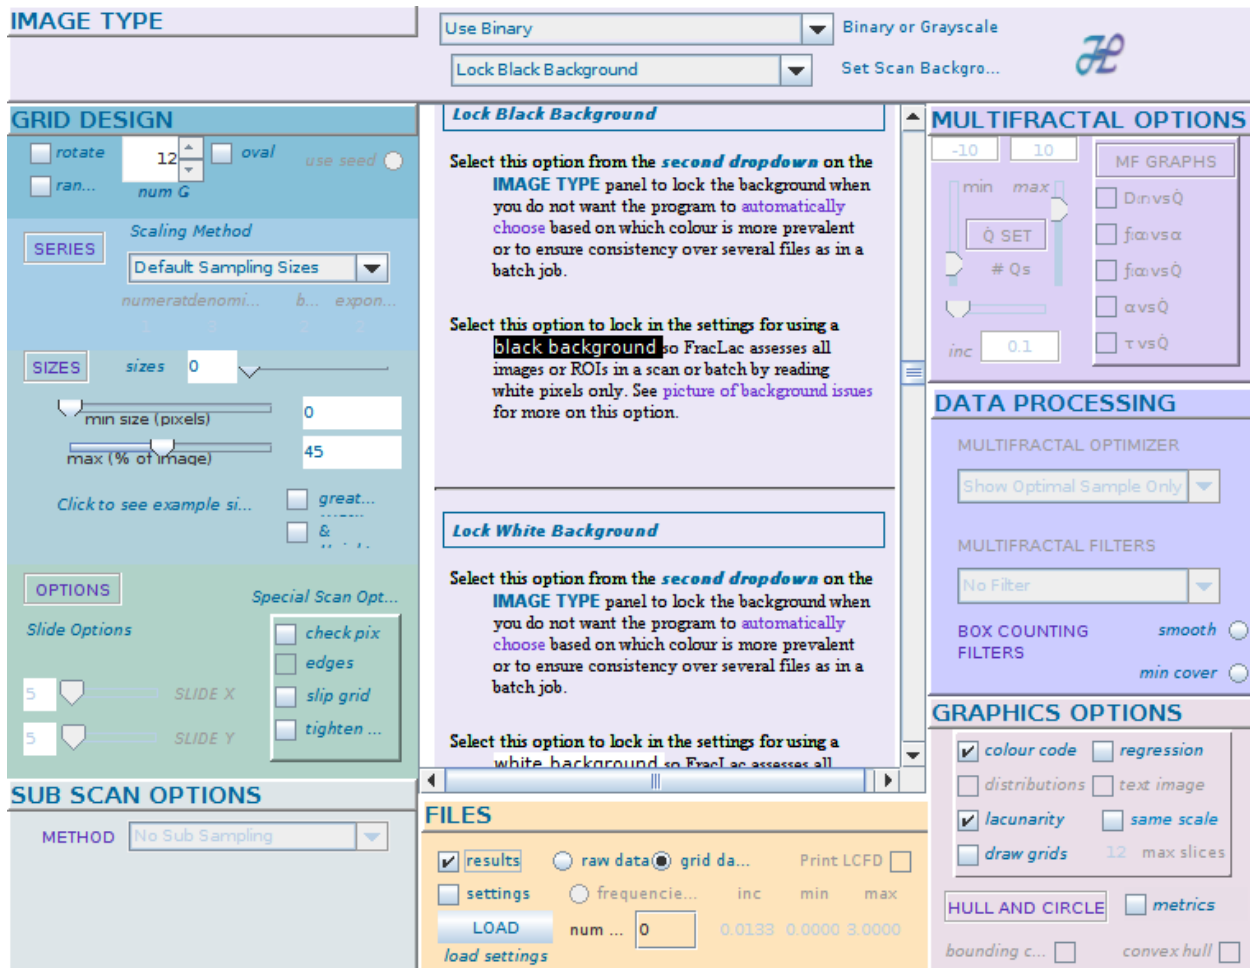 IMAGE TYPE
Use Binary
Binary or Grayscale
Lock Black Background
Set Scan Backgro...
GRID DESIGN
rotate
12
oval
use seed
ran...
num G
SERIES
Scaling Method
Default Sampling Sizes
numeratdenomi... b... expon...
SIZES
sizes
0
min size (pixels)
0
max (% of image)
45
Click to see example si...
great...
&
OPTIONS
Special Scan Opt...
Slide Options
check pix
edges
5
SLIDE X
slip grid
5
SLIDE Y
tighten ...
SUB SCAN OPTIONS
METHOD
No Sub Sampling
Lock Black Background
Select this option from the second dropdown on the
IMAGE TYPE panel to lock the background when
you do not want the program to automatically
choose based on which colour is more prevalent
or to ensure consistency over several files as in a
batch job.
Select this option to lock in the settings for using a
black background so FracLac assesses all
images or ROIs in a scan or batch by reading
white pixels only. See picture of background issues
for more on this option.
Lock White Background
Select this option from the second dropdown on the
IMAGE TYPE panel to lock the background when
you do not want the program to automatically
choose based on which colour is more prevalent
or to ensure consistency over several files as in a
batch job.
Select this option to lock in the settings for using a
white background so FracLac assesses all
FILES
results
raw data
grid da...
Print LCFD
settings
frequencie...
inc min max
LOAD
num ...
0
0.0133 0.0000 3.0000
load settings
MULTIFRACTAL OPTIONS
-10
10
MF GRAPHS
min max
Q SET
# Qs
α vs Q
τ vs Q
inc
0.1
DATA PROCESSING
MULTIFRACTAL OPTIMIZER
Show Optimal Sample Only
MULTIFRACTAL FILTERS
No Filter
BOX COUNTING
FILTERS
smooth
min cover
GRAPHICS OPTIONS
colour code
regression
distributions
text image
lacunarity
same scale
draw grids
12 max slices
HULL AND CIRCLE
metrics
bounding c...
convex hull